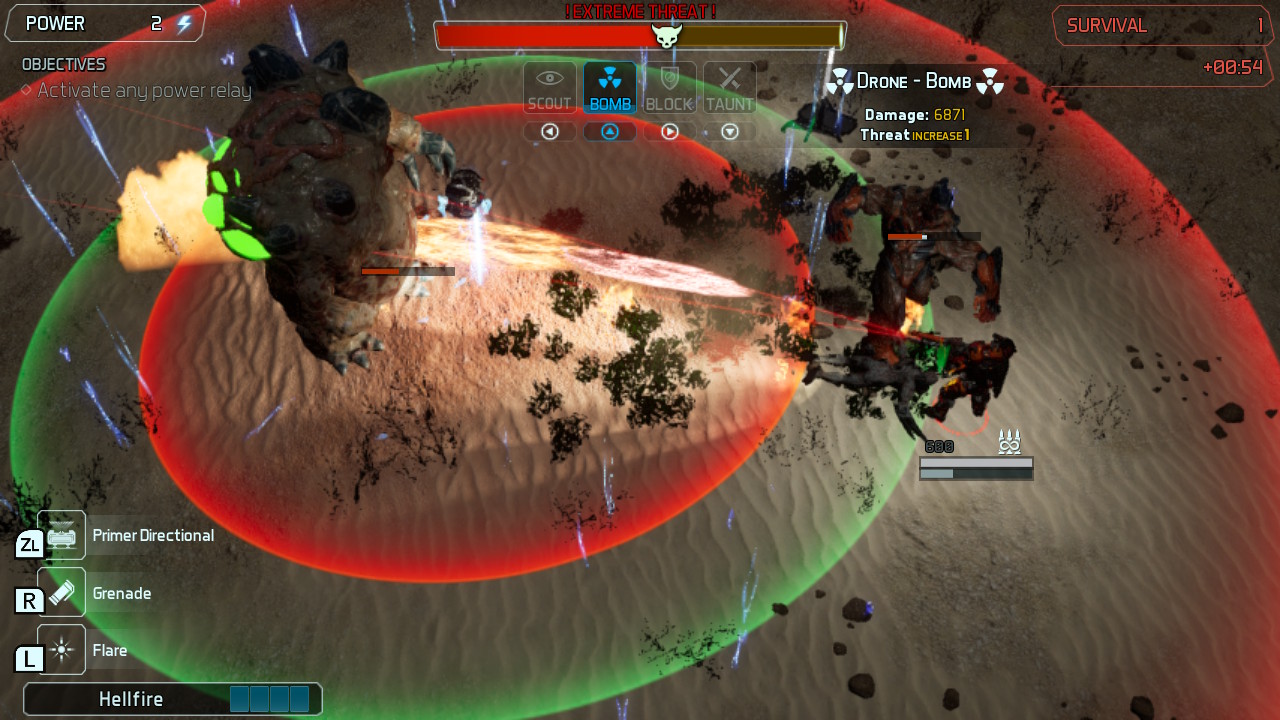 POWER 2
! EXTREME THREAT !
SURVIVAL 1
+00:54
OBJECTIVES
Activate any power relay
SCOUT BOMB BLOCK TAUNT
Drone - Bomb
Damage: 6871
Threat INCREASE 1
600
ZL Primer Directional
R Grenade
L Flare
Hellfire